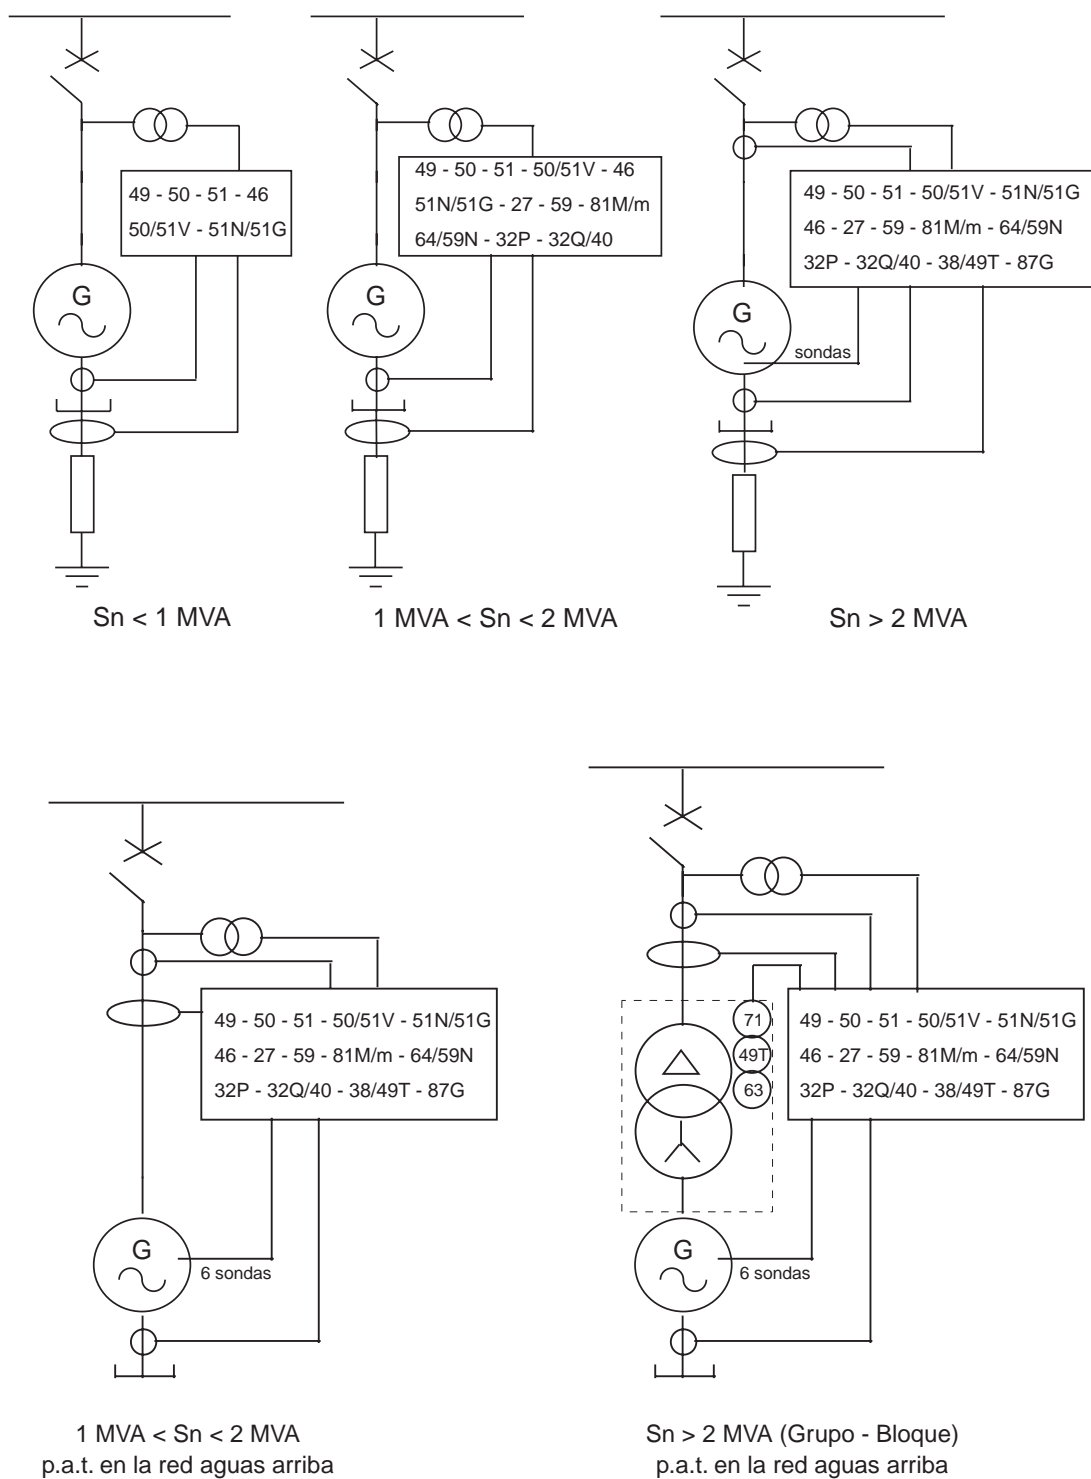 49 - 50 - 51 - 46
50/51V - 51N/51G
G
Sn < 1 MVA
49 - 50 - 51 - 50/51V - 46
51N/51G - 27 - 59 - 81M/m
64/59N - 32P - 32Q/40
G
1 MVA < Sn < 2 MVA
49 - 50 - 51 - 50/51V - 51N/51G
46 - 27 - 59 - 81M/m - 64/59N
32P - 32Q/40 - 38/49T - 87G
G
sondas
Sn > 2 MVA
49 - 50 - 51 - 50/51V - 51N/51G
46 - 27 - 59 - 81M/m - 64/59N
32P - 32Q/40 - 38/49T - 87G
G
6 sondas
1 MVA < Sn < 2 MVA
p.a.t. en la red aguas arriba
71
49T
63
49 - 50 - 51 - 50/51V - 51N/51G
46 - 27 - 59 - 81M/m - 64/59N
32P - 32Q/40 - 38/49T - 87G
G
6 sondas
Sn > 2 MVA (Grupo - Bloque)
p.a.t. en la red aguas arriba